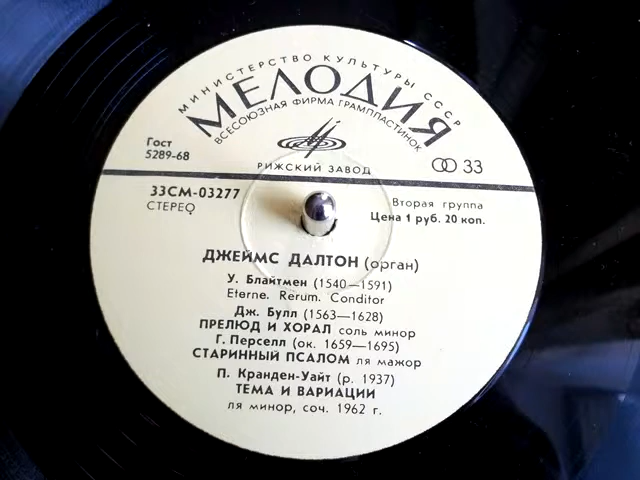 МИНИСТЕРСТВО КУЛЬТУРЫ СССР
МЕЛОДИЯ
ВСЕСОЮЗНАЯ ФИРМА ГРАМПЛАСТИНОК
Гост
5289-68
РИЖСКИЙ ЗАВОД
33
33СМ-03277
СТЕРЕО
Вторая группа
Цена 1 руб. 20 коп.
ДЖЕЙМС ДАЛТОН (орган)
У. Блайтмен (1540—1591)
Eterne. Rerum. Conditor
Дж. Булл (1563—1628)
ПРЕЛЮД И ХОРАЛ соль минор
Г. Перселл (ок. 1659—1695)
СТАРИННЫЙ ПСАЛОМ ля мажор
П. Кранден-Уайт (р. 1937)
ТЕМА И ВАРИАЦИИ
ля минор, соч. 1962 г.